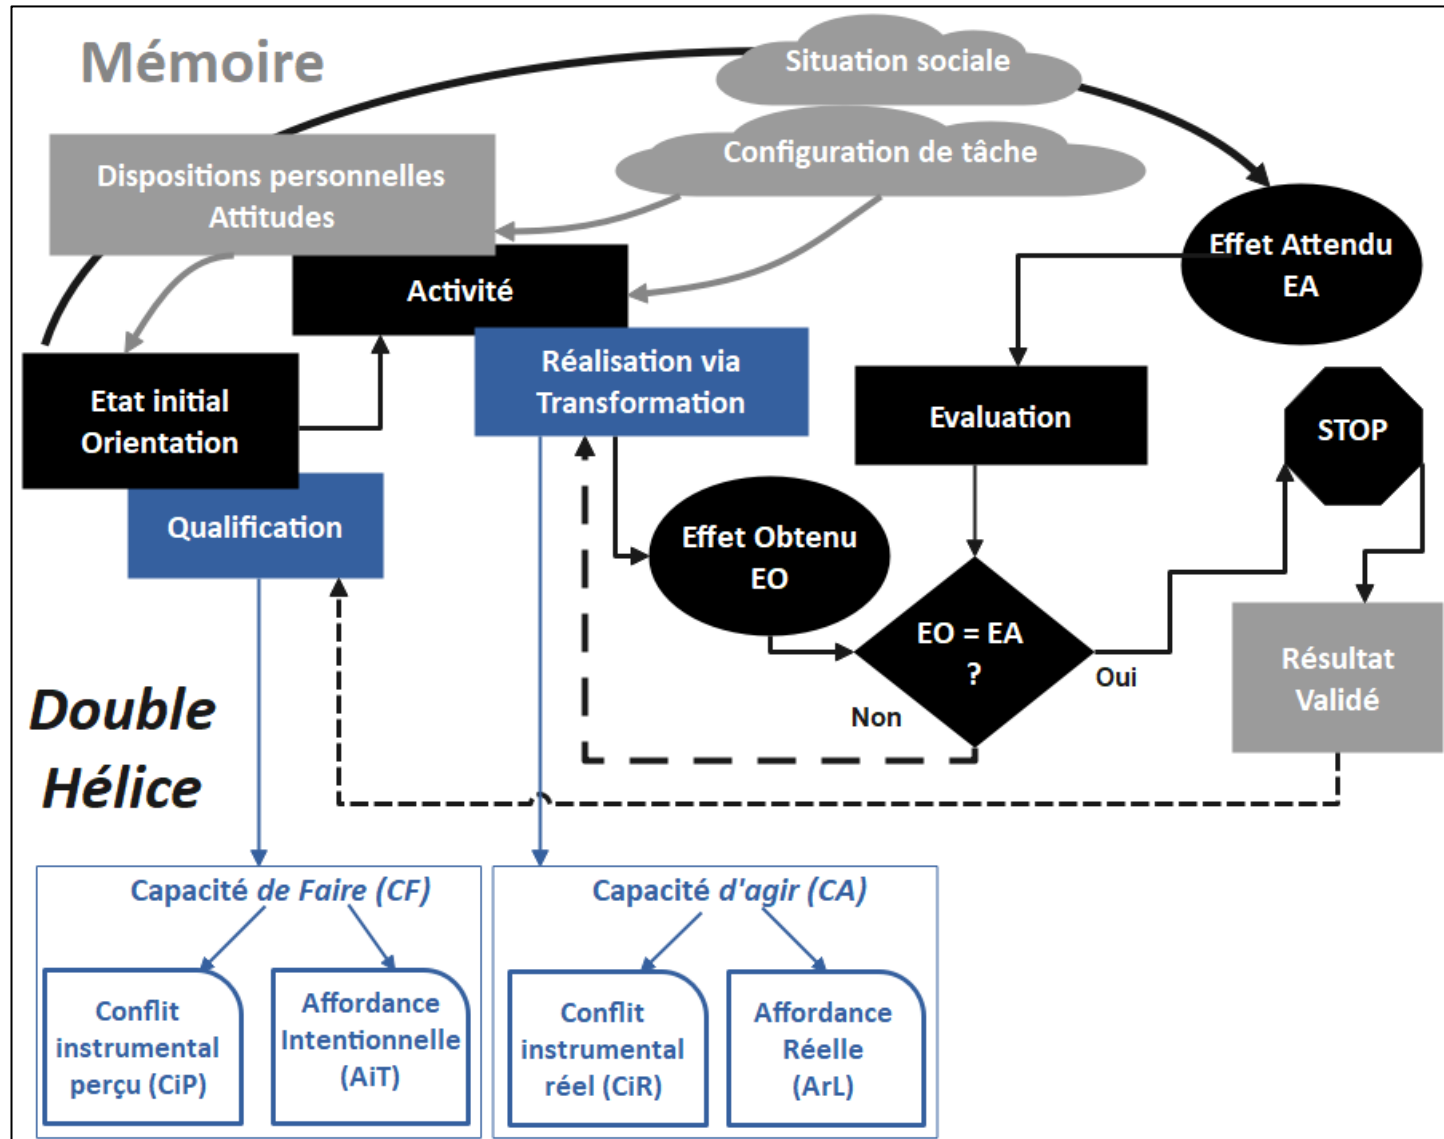 Mémoire
Situation sociale
Configuration de tâche
Dispositions personnelles
Attitudes
Effet Attendu
EA
Activité
Réalisation via
Transformation
Etat initial
Orientation
Evaluation
STOP
Qualification
Effet Obtenu
EO
EO = EA
?
Oui
Non
Résultat
Validé
Double
Hélice
Capacité de Faire (CF)
Conflit
instrumental
perçu (CiP)
Affordance
Intentionnelle
(AiT)
Capacité d'agir (CA)
Conflit
instrumental
réel (CiR)
Affordance
Réelle
(ArL)